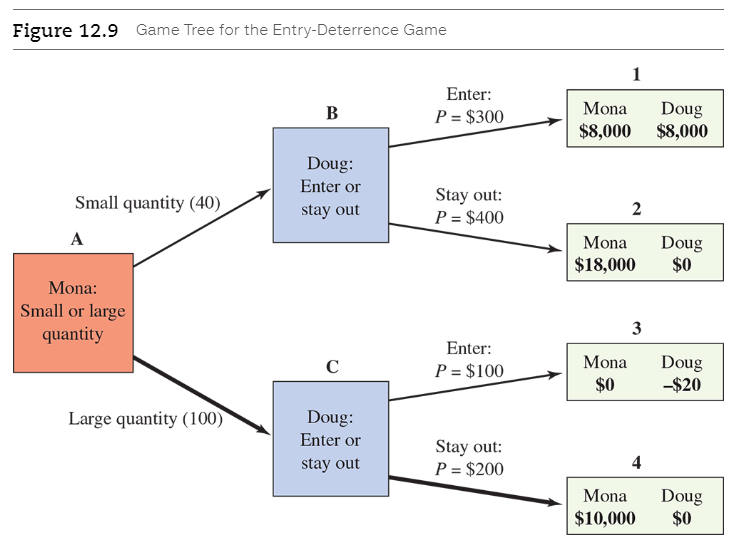 Figure 12.9 Game Tree for the Entry-Deterrence Game
1
Enter:
P = $300
Mona Doug
$8,000 $8,000
B
Doug:
Enter or
stay out
Small quantity (40)
Stay out:
P = $400
2
Mona Doug
$18,000 $0
A
Mona:
Small or large
quantity
3
Enter:
P = $100
Mona Doug
$0 –$20
C
Doug:
Enter or
stay out
Large quantity (100)
Stay out:
P = $200
4
Mona Doug
$10,000 $0